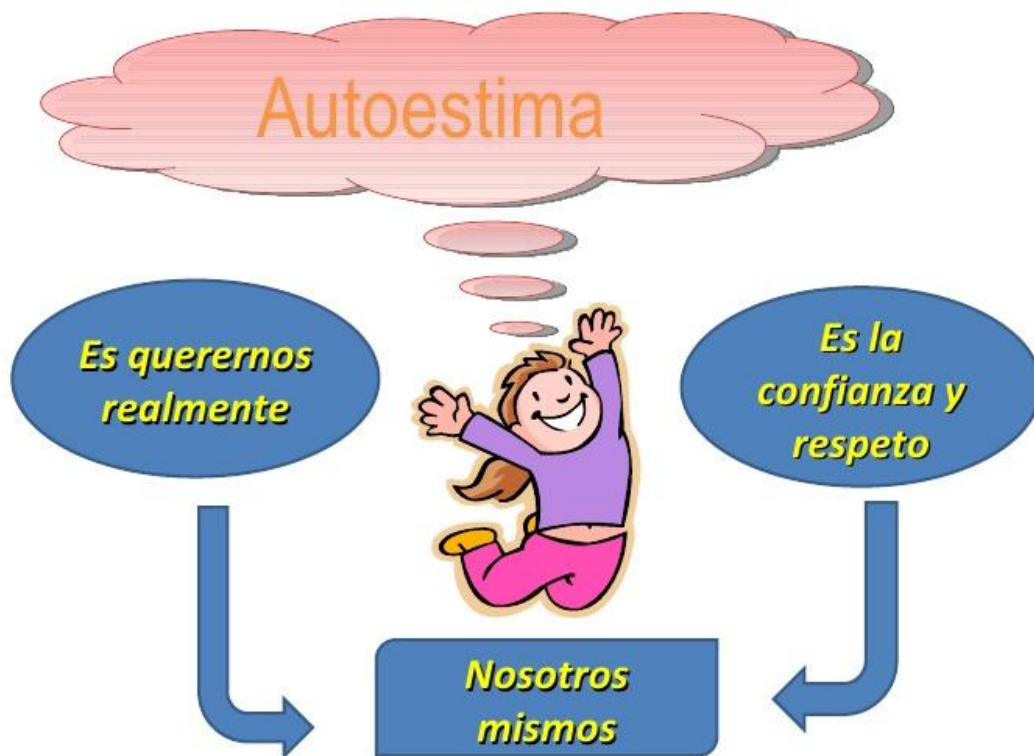 Autoestima
Es querernos
realmente
Es la
confianza y
respeto
Nosotros
mismos